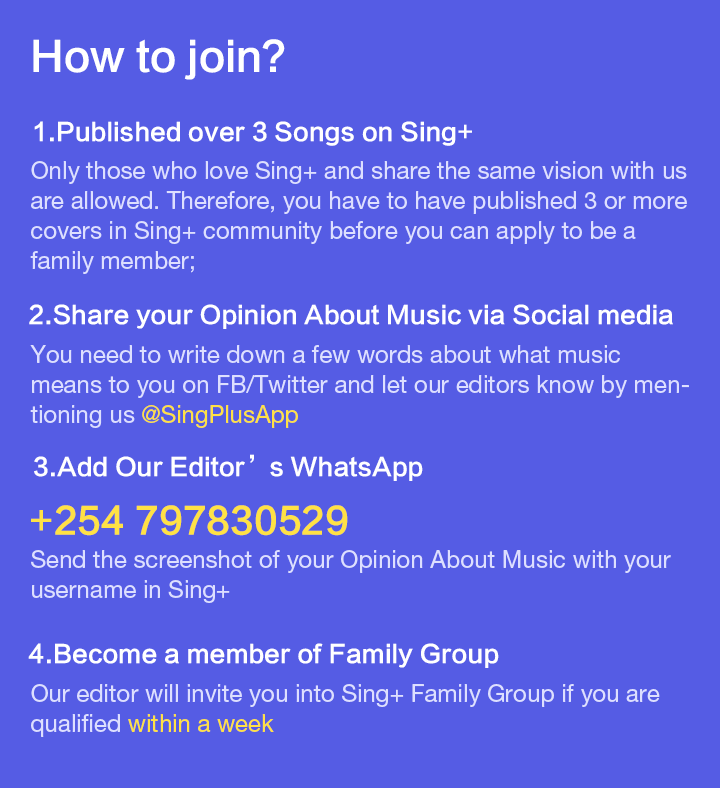 How to join?
1.Published over 3 Songs on Sing+
Only those who love Sing+ and share the same vision with us
are allowed. Therefore, you have to have published 3 or more
covers in Sing+ community before you can apply to be a
family member;
2.Share your Opinion About Music via Social media
You need to write down a few words about what music
means to you on FB/Twitter and let our editors know by men-
tioning us @SingPlusApp
3.Add Our Editor’s WhatsApp
+254 797830529
Send the screenshot of your Opinion About Music with your
username in Sing+
4.Become a member of Family Group
Our editor will invite you into Sing+ Family Group if you are
qualified within a week